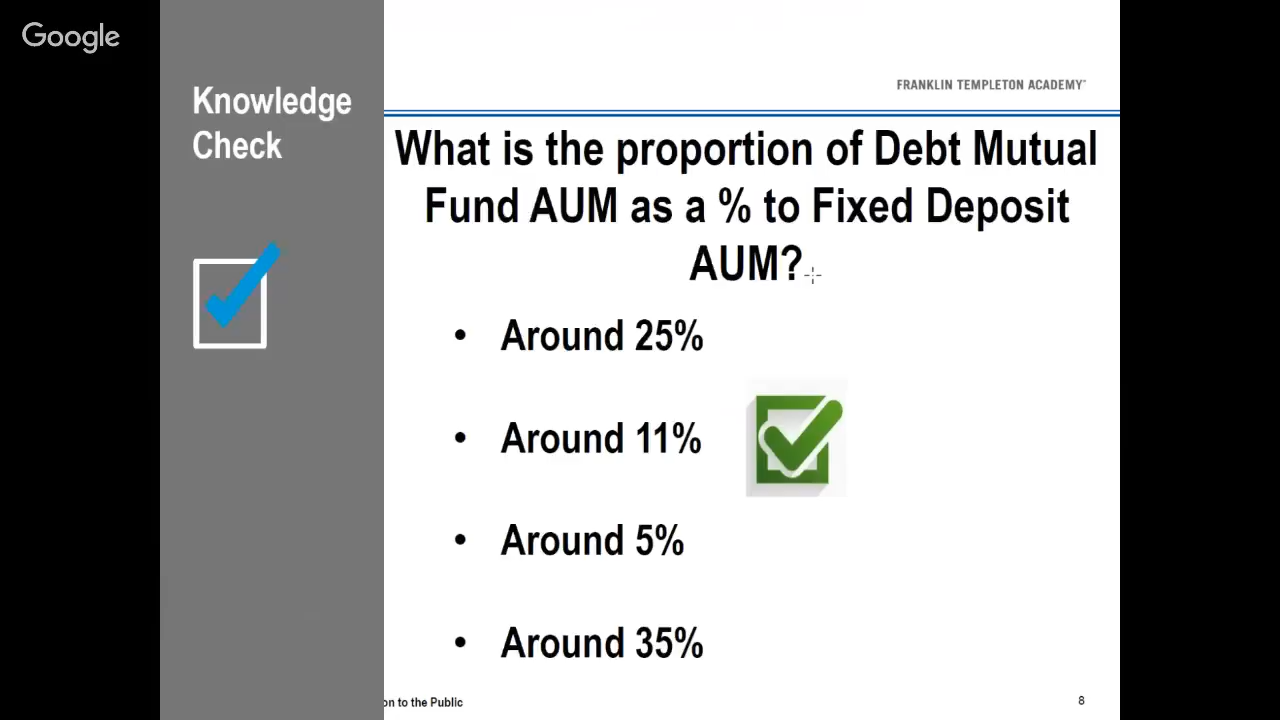 Google
Knowledge
Check
FRANKLIN TEMPLETON ACADEMY
What is the proportion of Debt Mutual
Fund AUM as a % to Fixed Deposit
AUM?
• Around 25%
• Around 11%
• Around 5%
• Around 35%
to the Public
8